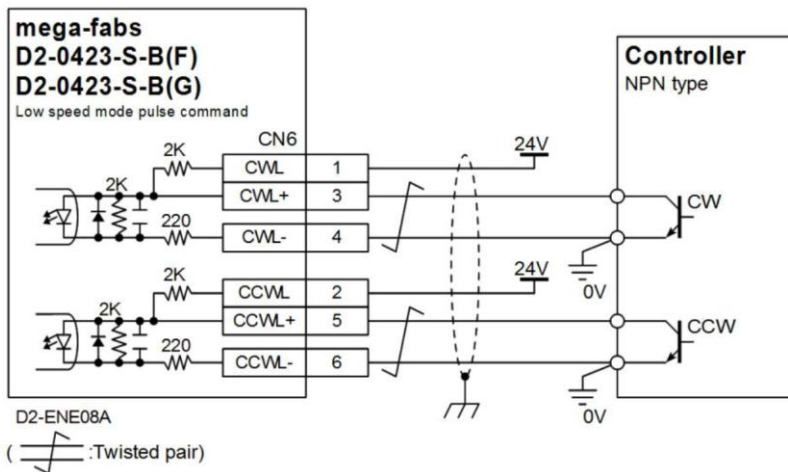 mega-fabs
D2-0423-S-B(F)
D2-0423-S-B(G)
Low speed mode pulse command
Controller
NPN type
CN6
2K
CWL
1
24V
2K
CWL+
3
CW
220
CWL-
4
0V
2K
CCWL
2
24V
2K
CCWL+
5
CCW
220
CCWL-
6
0V
D2-ENE08A
( :Twisted pair)